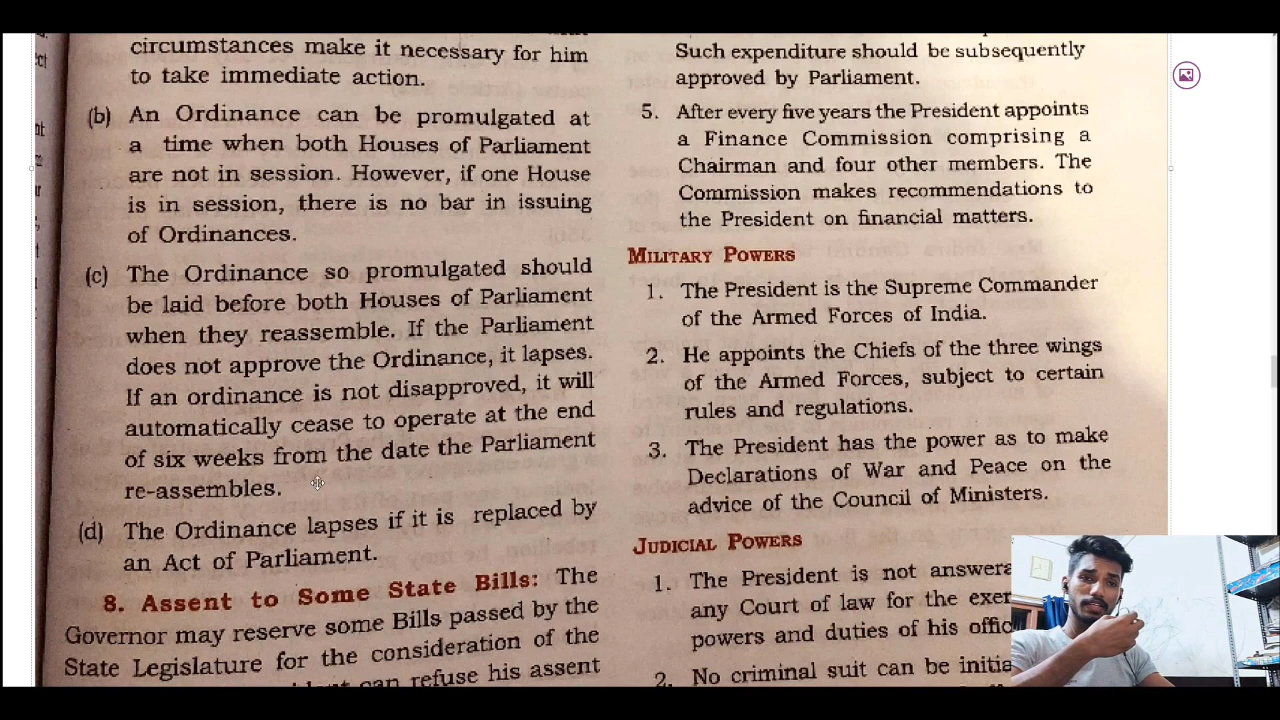 circumstances make it necessary for him
to take immediate action.
(b) An Ordinance can be promulgated at
a time when both Houses of Parliament
are not in session. However, if one House
is in session, there is no bar in issuing
of Ordinances.
(c) The Ordinance so promulgated should
be laid before both Houses of Parliament
when they reassemble. If the Parliament
does not approve the Ordinance, it lapses.
If an ordinance is not disapproved, it will
automatically cease to operate at the end
of six weeks from the date the Parliament
re-assembles.
(d) The Ordinance lapses if it is replaced by
an Act of Parliament.
8. Assent to Some State Bills: The
Governor may reserve some Bills passed by the
State Legislature for the consideration of the
can refuse his assent
Such expenditure should be subsequently
approved by Parliament.
5. After every five years the President appoints
a Finance Commission comprising a
Chairman and four other members. The
Commission makes recommendations to
the President on financial matters.
MILITARY POWERS
1. The President is the Supreme Commander
of the Armed Forces of India.
2. He appoints the Chiefs of the three wings
of the Armed Forces, subject to certain
rules and regulations.
3. The President has the power as to make
Declarations of War and Peace on the
advice of the Council of Ministers.
JUDICIAL POWERS
1. The President is not
any Court of law for the
powers and duties of his
2. No criminal suit can be